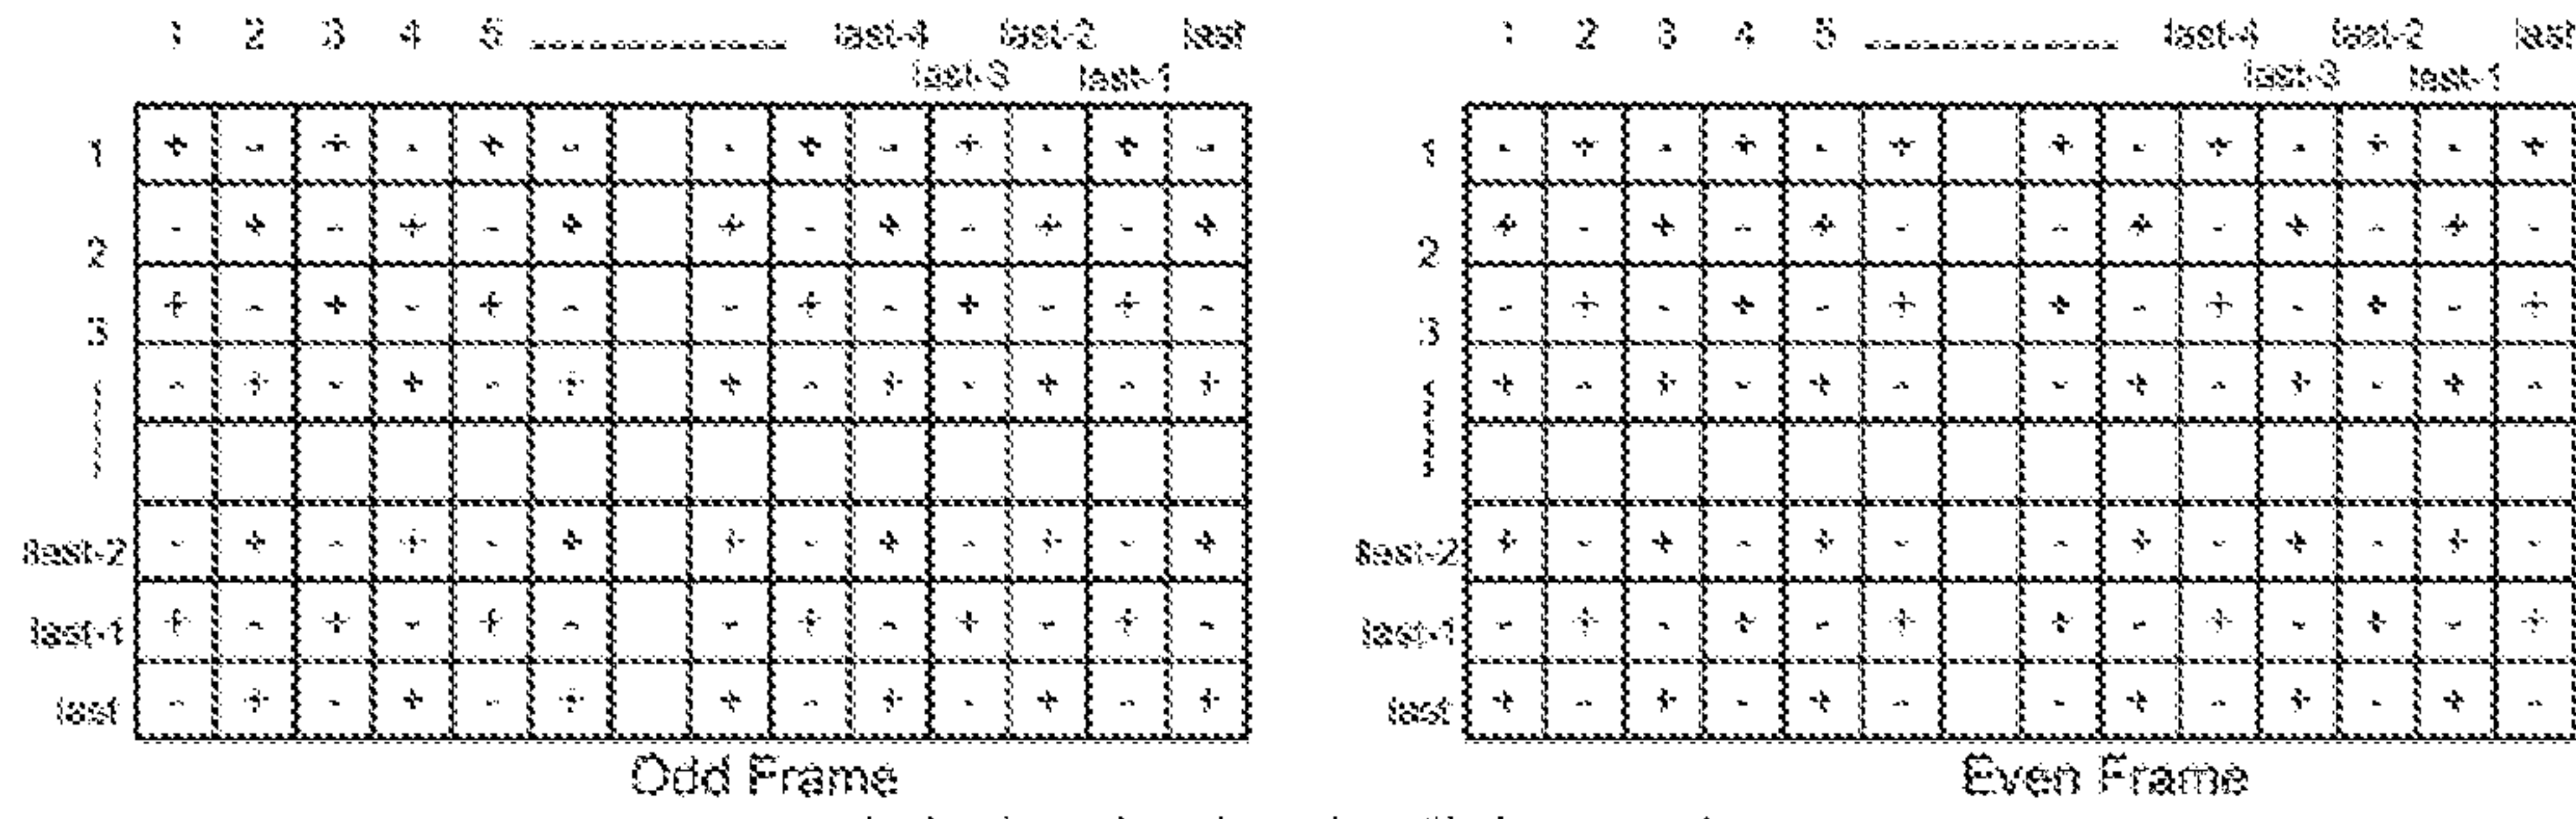 1 2 3 4 5 ................ last-4 last-2 last
last-3 last-1
1 + - + - + - - + - + - + -
- + - + - + + - + - + - +
2
+ - + - + - - + - + - + -
3
- + - + - + + - + - + - +
last-2 - + - + - + + - + - + - +
last-1 + - + - + - - + - + - + -
last - + - + - + + - + - + - +
Odd Frame
1 2 3 4 5 ................ last-4 last-2 last
last-3 last-1
1 - + - + - + + - + - + - +
+ - + - + - - + - + - + -
2
- + - + - + + - + - + - +
3
+ - + - + - - + - + - + -
last-2 + - + - + - - + - + - + -
last-1 - + - + - + + - + - + - +
last + - + - + - - + - + - + -
Even Frame